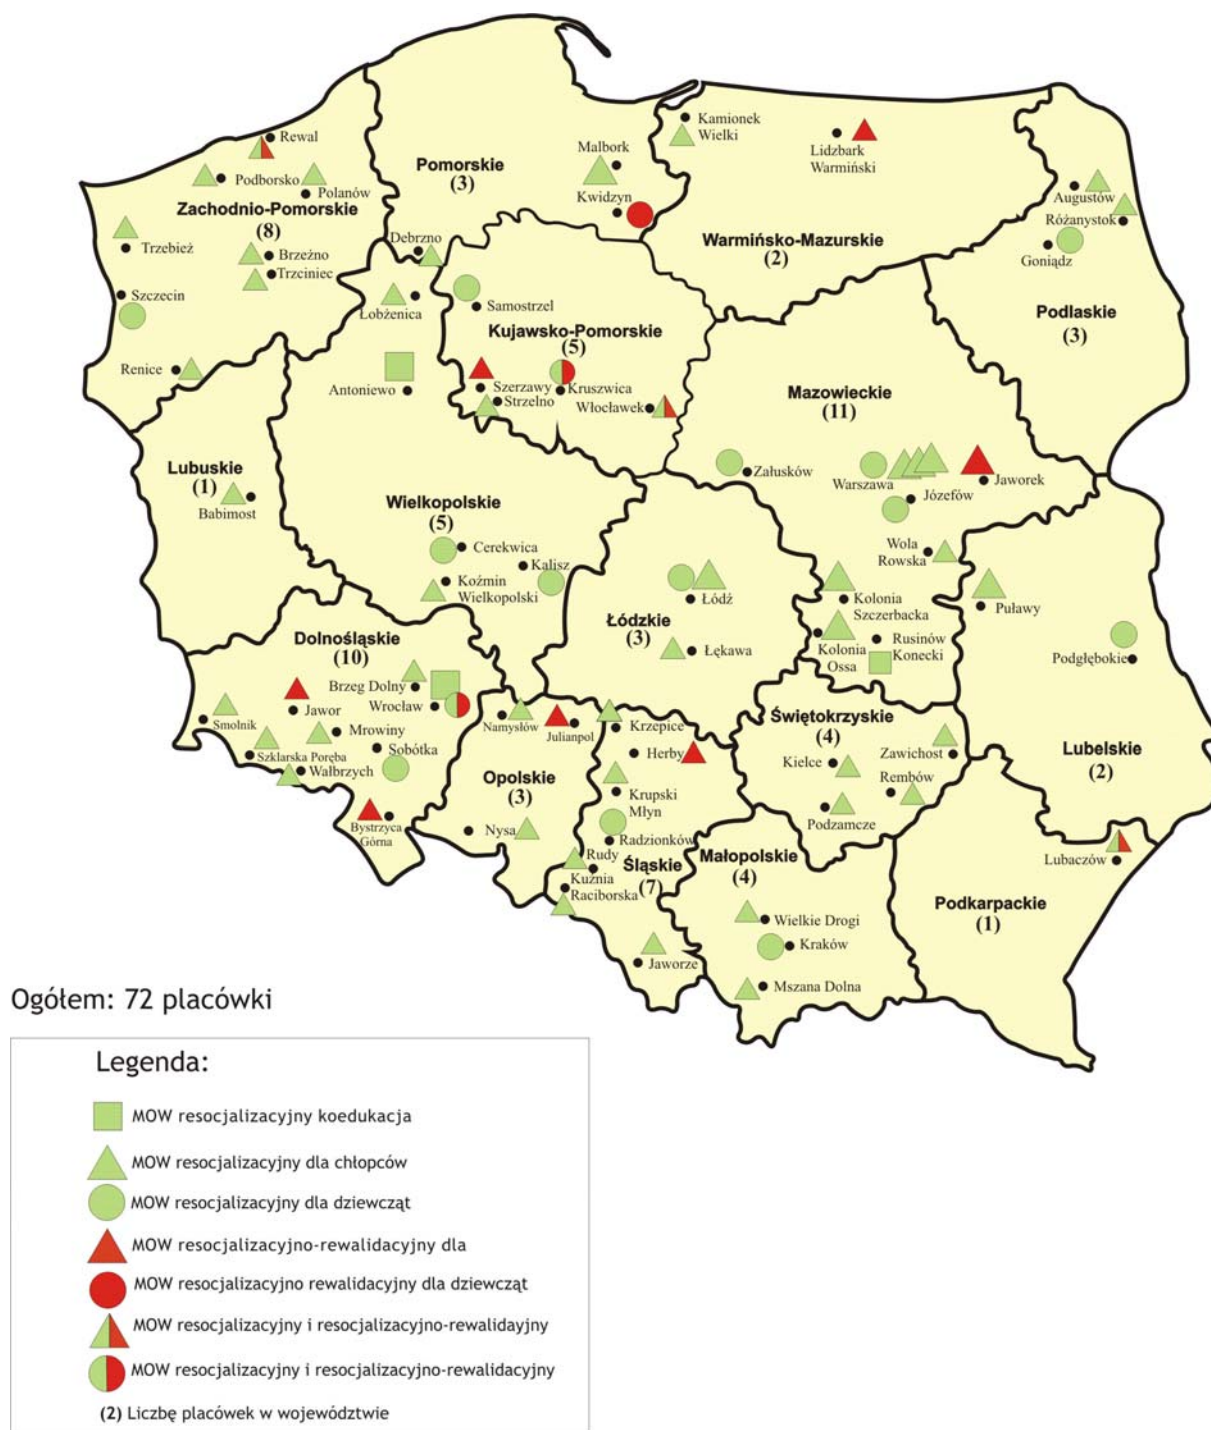 Rewal
Podborsko
Polanów
Zachodnio-Pomorskie
(8)
Trzebież
Brzeźno
Trzciniec
Szczecin
Renice
Pomorskie
(3)
Malbork
Kwidzyn
Debrzno
Kamionek
Wielki
Lidzbark
Warmiński
Warmińsko-Mazurskie
(2)
Augustów
Różanystok
Goniądz
Podlaskie
(3)
Łobżenica
Samostrzel
Kujawsko-Pomorskie
(5)
Szerzawy
Kruszwica
Strzelno
Włocławek
Antoniewo
Mazowieckie
(11)
Załusków
Warszawa
Józefów
Jaworek
Wola
Rowska
Kolonia
Szczerbacka
Kolonia
Ossa
Rusinów
Konecki
Lubuskie
(1)
Babimost
Wielkopolskie
(5)
Cerekwica
Kalisz
Koźmin
Wielkopolski
Łódź
Łódzkie
(3)
Łękawa
Puławy
Podgłębokie
Lubelskie
(2)
Dolnośląskie
(10)
Brzeg Dolny
Wrocław
Jawor
Smolnik
Mrowiny
Szklarska Poręba
Sobótka
Wałbrzych
Bystrzyca
Górna
Namysłów
Julianpol
Opolskie
(3)
Nysa
Krzepice
Herby
Krupski
Młyn
Radzionków
Rudy
Śląskie
(7)
Kuźnia
Raciborska
Jaworze
Świętokrzyskie
(4)
Zawichost
Kielce
Rembów
Podzamcze
Małopolskie
(4)
Wielkie Drogi
Kraków
Mszana Dolna
Lubaczów
Podkarpackie
(1)
Ogółem: 72 placówki
Legenda:
MOW resocjalizacyjny koedukacja
MOW resocjalizacyjny dla chłopców
MOW resocjalizacyjny dla dziewcząt
MOW resocjalizacyjno-rewalidacyjny dla
MOW resocjalizacyjno rewalidacyjny dla dziewcząt
MOW resocjalizacyjny i resocjalizacyjno-rewalidayjny
MOW resocjalizacyjny i resocjalizacyjno-rewalidacyjny
(2) Liczbę placówek w województwie